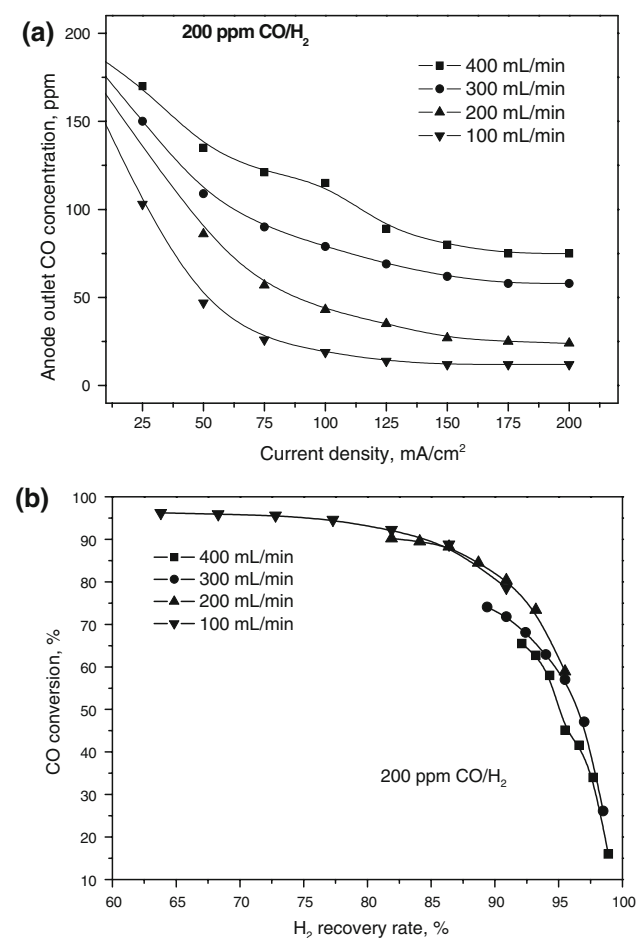 (a)
200 ppm CO/H₂
400 mL/min
300 mL/min
200 mL/min
100 mL/min
Anode outlet CO concentration, ppm
200
150
100
50
0
25 50 75 100 125 150 175 200
Current density, mA/cm²
(b)
400 mL/min
300 mL/min
200 mL/min
100 mL/min
200 ppm CO/H₂
CO conversion, %
100
90
80
70
60
50
40
30
20
10
60 65 70 75 80 85 90 95 100
H₂ recovery rate, %